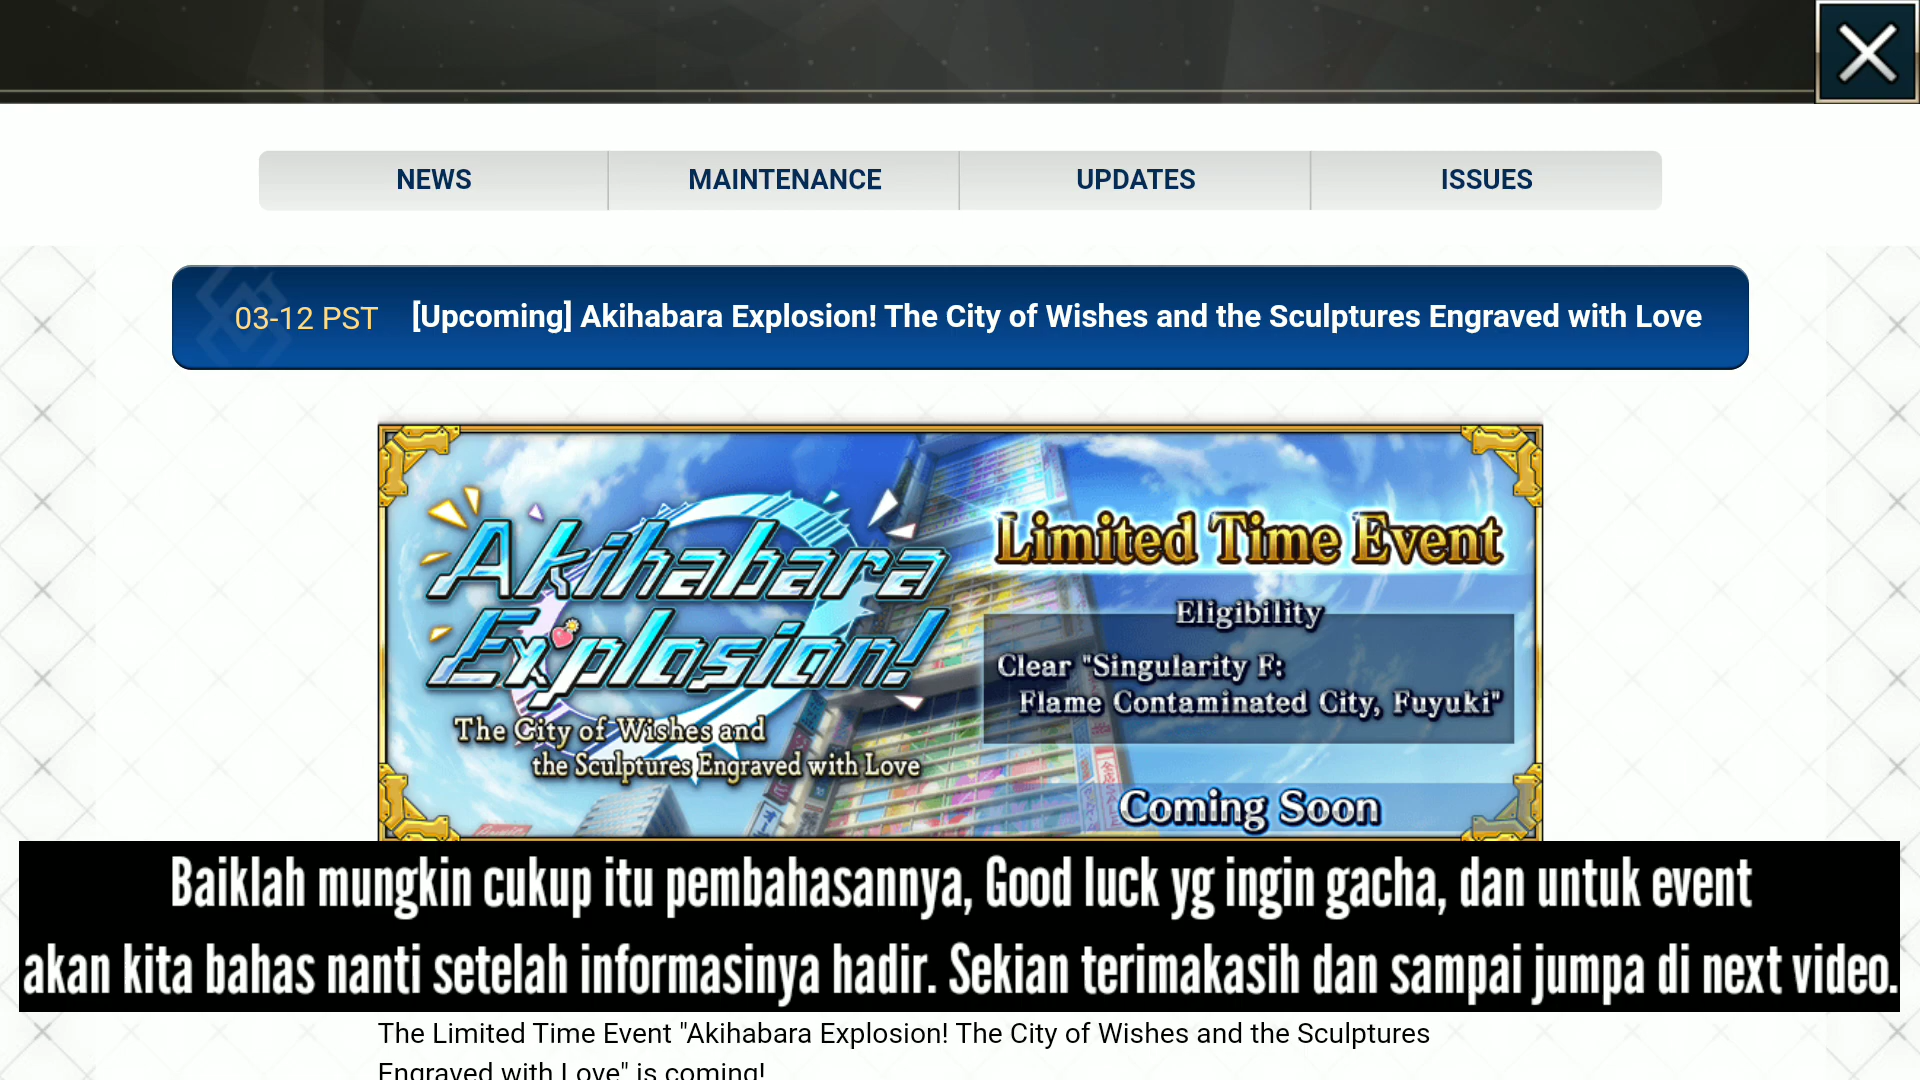 NEWS
MAINTENANCE
UPDATES
ISSUES
03-12 PST [Upcoming] Akihabara Explosion! The City of Wishes and the Sculptures Engraved with Love
Akihabara
Explosion!
The City of Wishes and
the Sculptures Engraved with Love
Limited Time Event
Eligibility
Clear "Singularity F:
Flame Contaminated City, Fuyuki"
Coming Soon
Baiklah mungkin cukup itu pembahasannya, Good luck yg ingin gacha, dan untuk event
akan kita bahas nanti setelah informasinya hadir. Sekian terimakasih dan sampai jumpa di next video.
The Limited Time Event "Akihabara Explosion! The City of Wishes and the Sculptures
Engraved with Love" is coming!